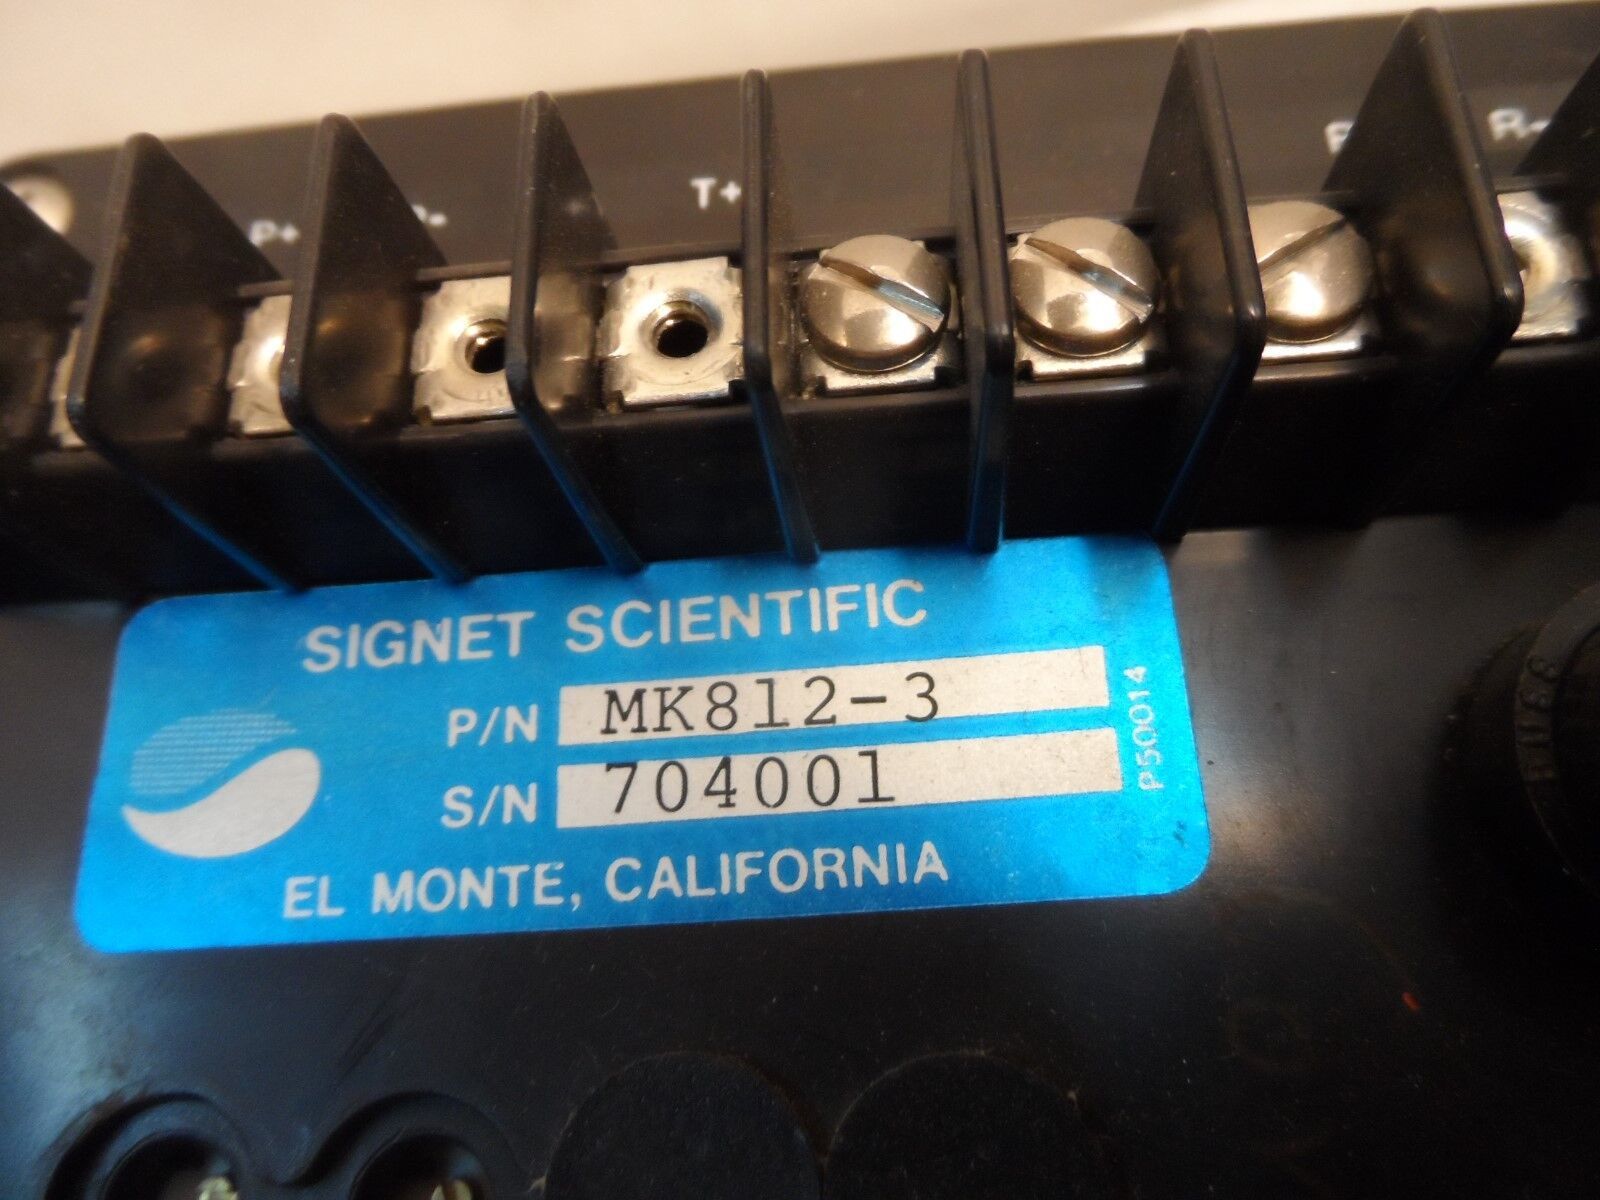 P+
P-
T+
R-
SIGNET SCIENTIFIC
P/N MK812-3
S/N 704001
P50014
EL MONTE, CALIFORNIA